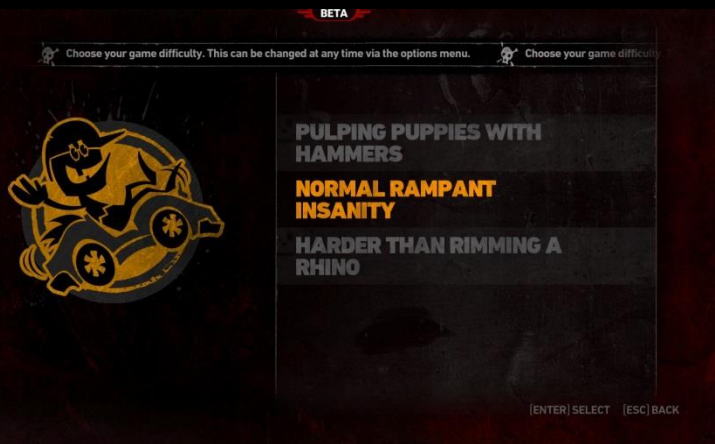 BETA
Choose your game difficulty. This can be changed at any time via the options menu. Choose your game difficulty
PULPING PUPPIES WITH
HAMMERS
NORMAL RAMPANT
INSANITY
HARDER THAN RIMMING A
RHINO
[ENTER] SELECT [ESC] BACK